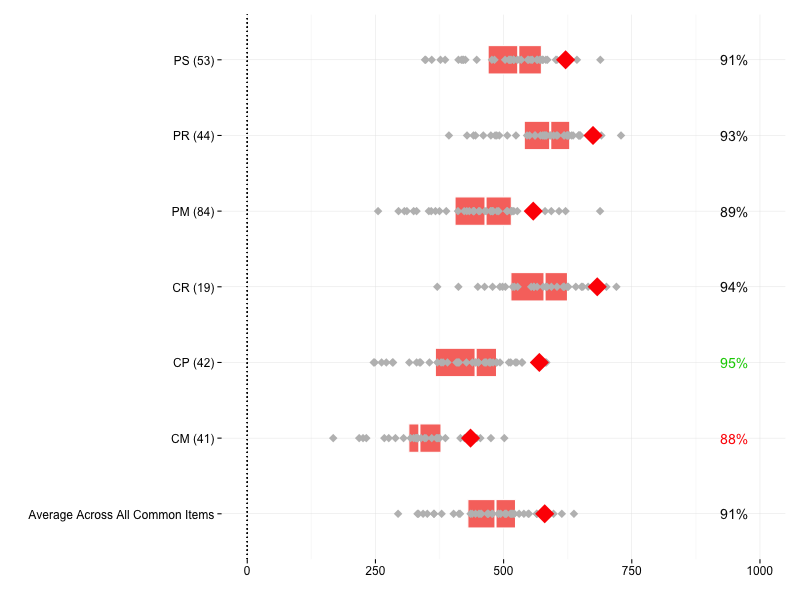 PS (53) 91%
PR (44) 93%
PM (84) 89%
CR (19) 94%
CP (42) 95%
CM (41) 88%
Average Across All Common Items 91%
0 250 500 750 1000